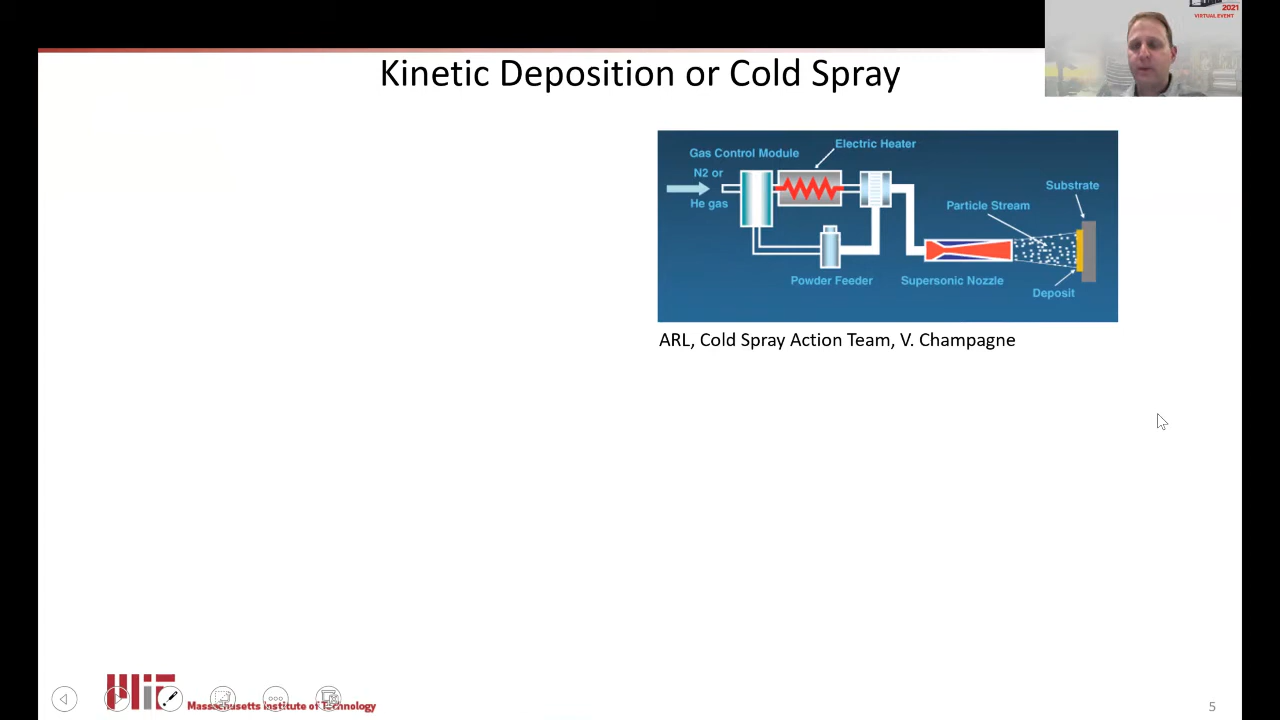 2021
VIRTUAL EVENT
Kinetic Deposition or Cold Spray
Gas Control Module
Electric Heater
N2 or
He gas
Particle Stream
Substrate
Powder Feeder
Supersonic Nozzle
Deposit
ARL, Cold Spray Action Team, V. Champagne
Massachusetts Institute of Technology
5